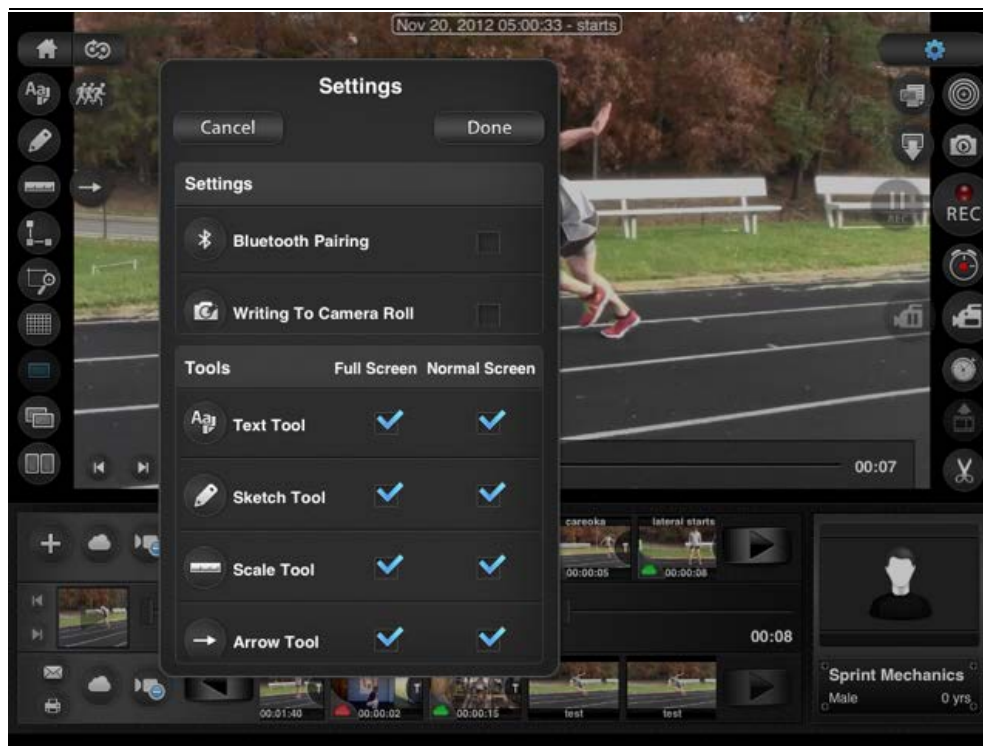 Nov 20, 2012 05:00:33 - starts
Settings
Cancel
Done
Settings
Bluetooth Pairing
Writing To Camera Roll
Tools Full Screen Normal Screen
Aa
Text Tool
Sketch Tool
Scale Tool
Arrow Tool
Aa
REC
REC
00:07
careoka
lateral starts
00:00:05
00:00:08
00:08
T
T
T
00:01:40
00:00:02
00:00:15
test
test
Sprint Mechanics
Male 0 yrs